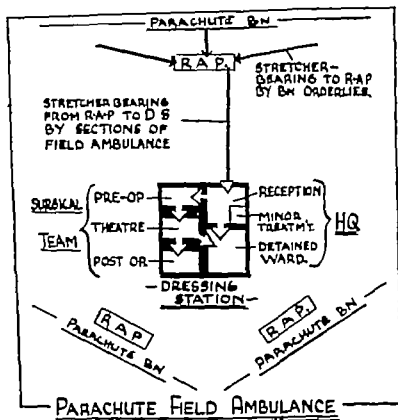 PARACHUTE BN
R.A.P.
STRETCHER-
BEARING TO R·A·P
BY BN ORDERLIES.
STRETCHER BEARING
FROM R·A·P TO D S
BY SECTIONS OF
FIELD AMBULANCE
SURGICAL
TEAM
PRE-OP
THEATRE
POST OP.
RECEPTION
MINOR
TREATM'T.
DETAINED
WARD.
HQ
- DRESSING
STATION -
R A P
PARACHUTE BN
R.A.P.
PARACHUTE BN
PARACHUTE FIELD AMBULANCE